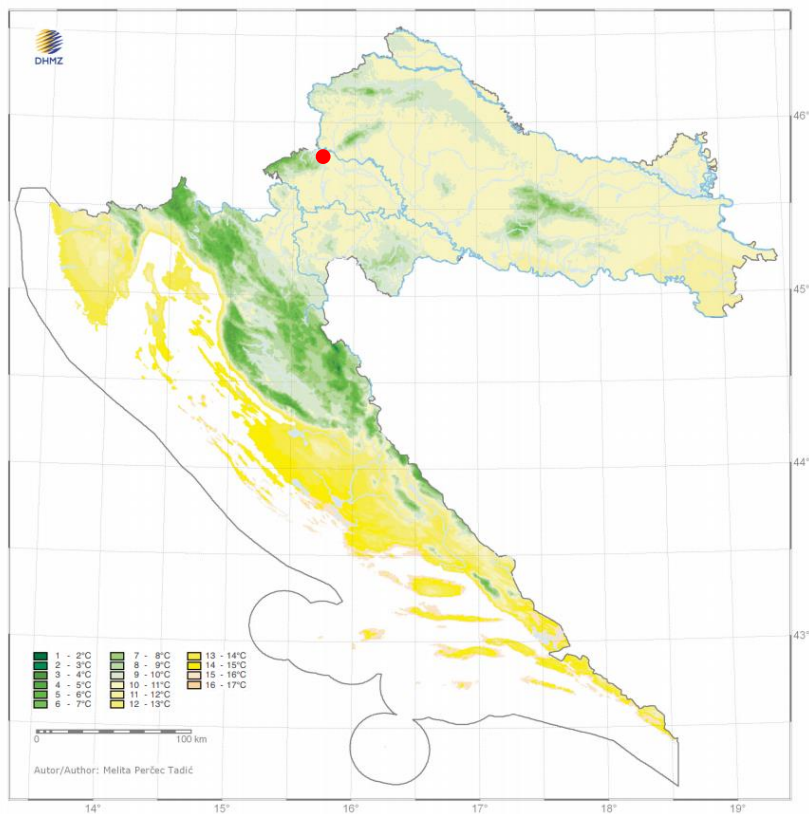 DHMZ
46°
45°
44°
43°
1 - 2°C
2 - 3°C
3 - 4°C
4 - 5°C
5 - 6°C
6 - 7°C
7 - 8°C
8 - 9°C
9 - 10°C
10 - 11°C
11 - 12°C
12 - 13°C
13 - 14°C
14 - 15°C
15 - 16°C
16 - 17°C
0 100 km
Autor/Author: Melita Perčec Tadić
14° 15° 16° 17° 18° 19°